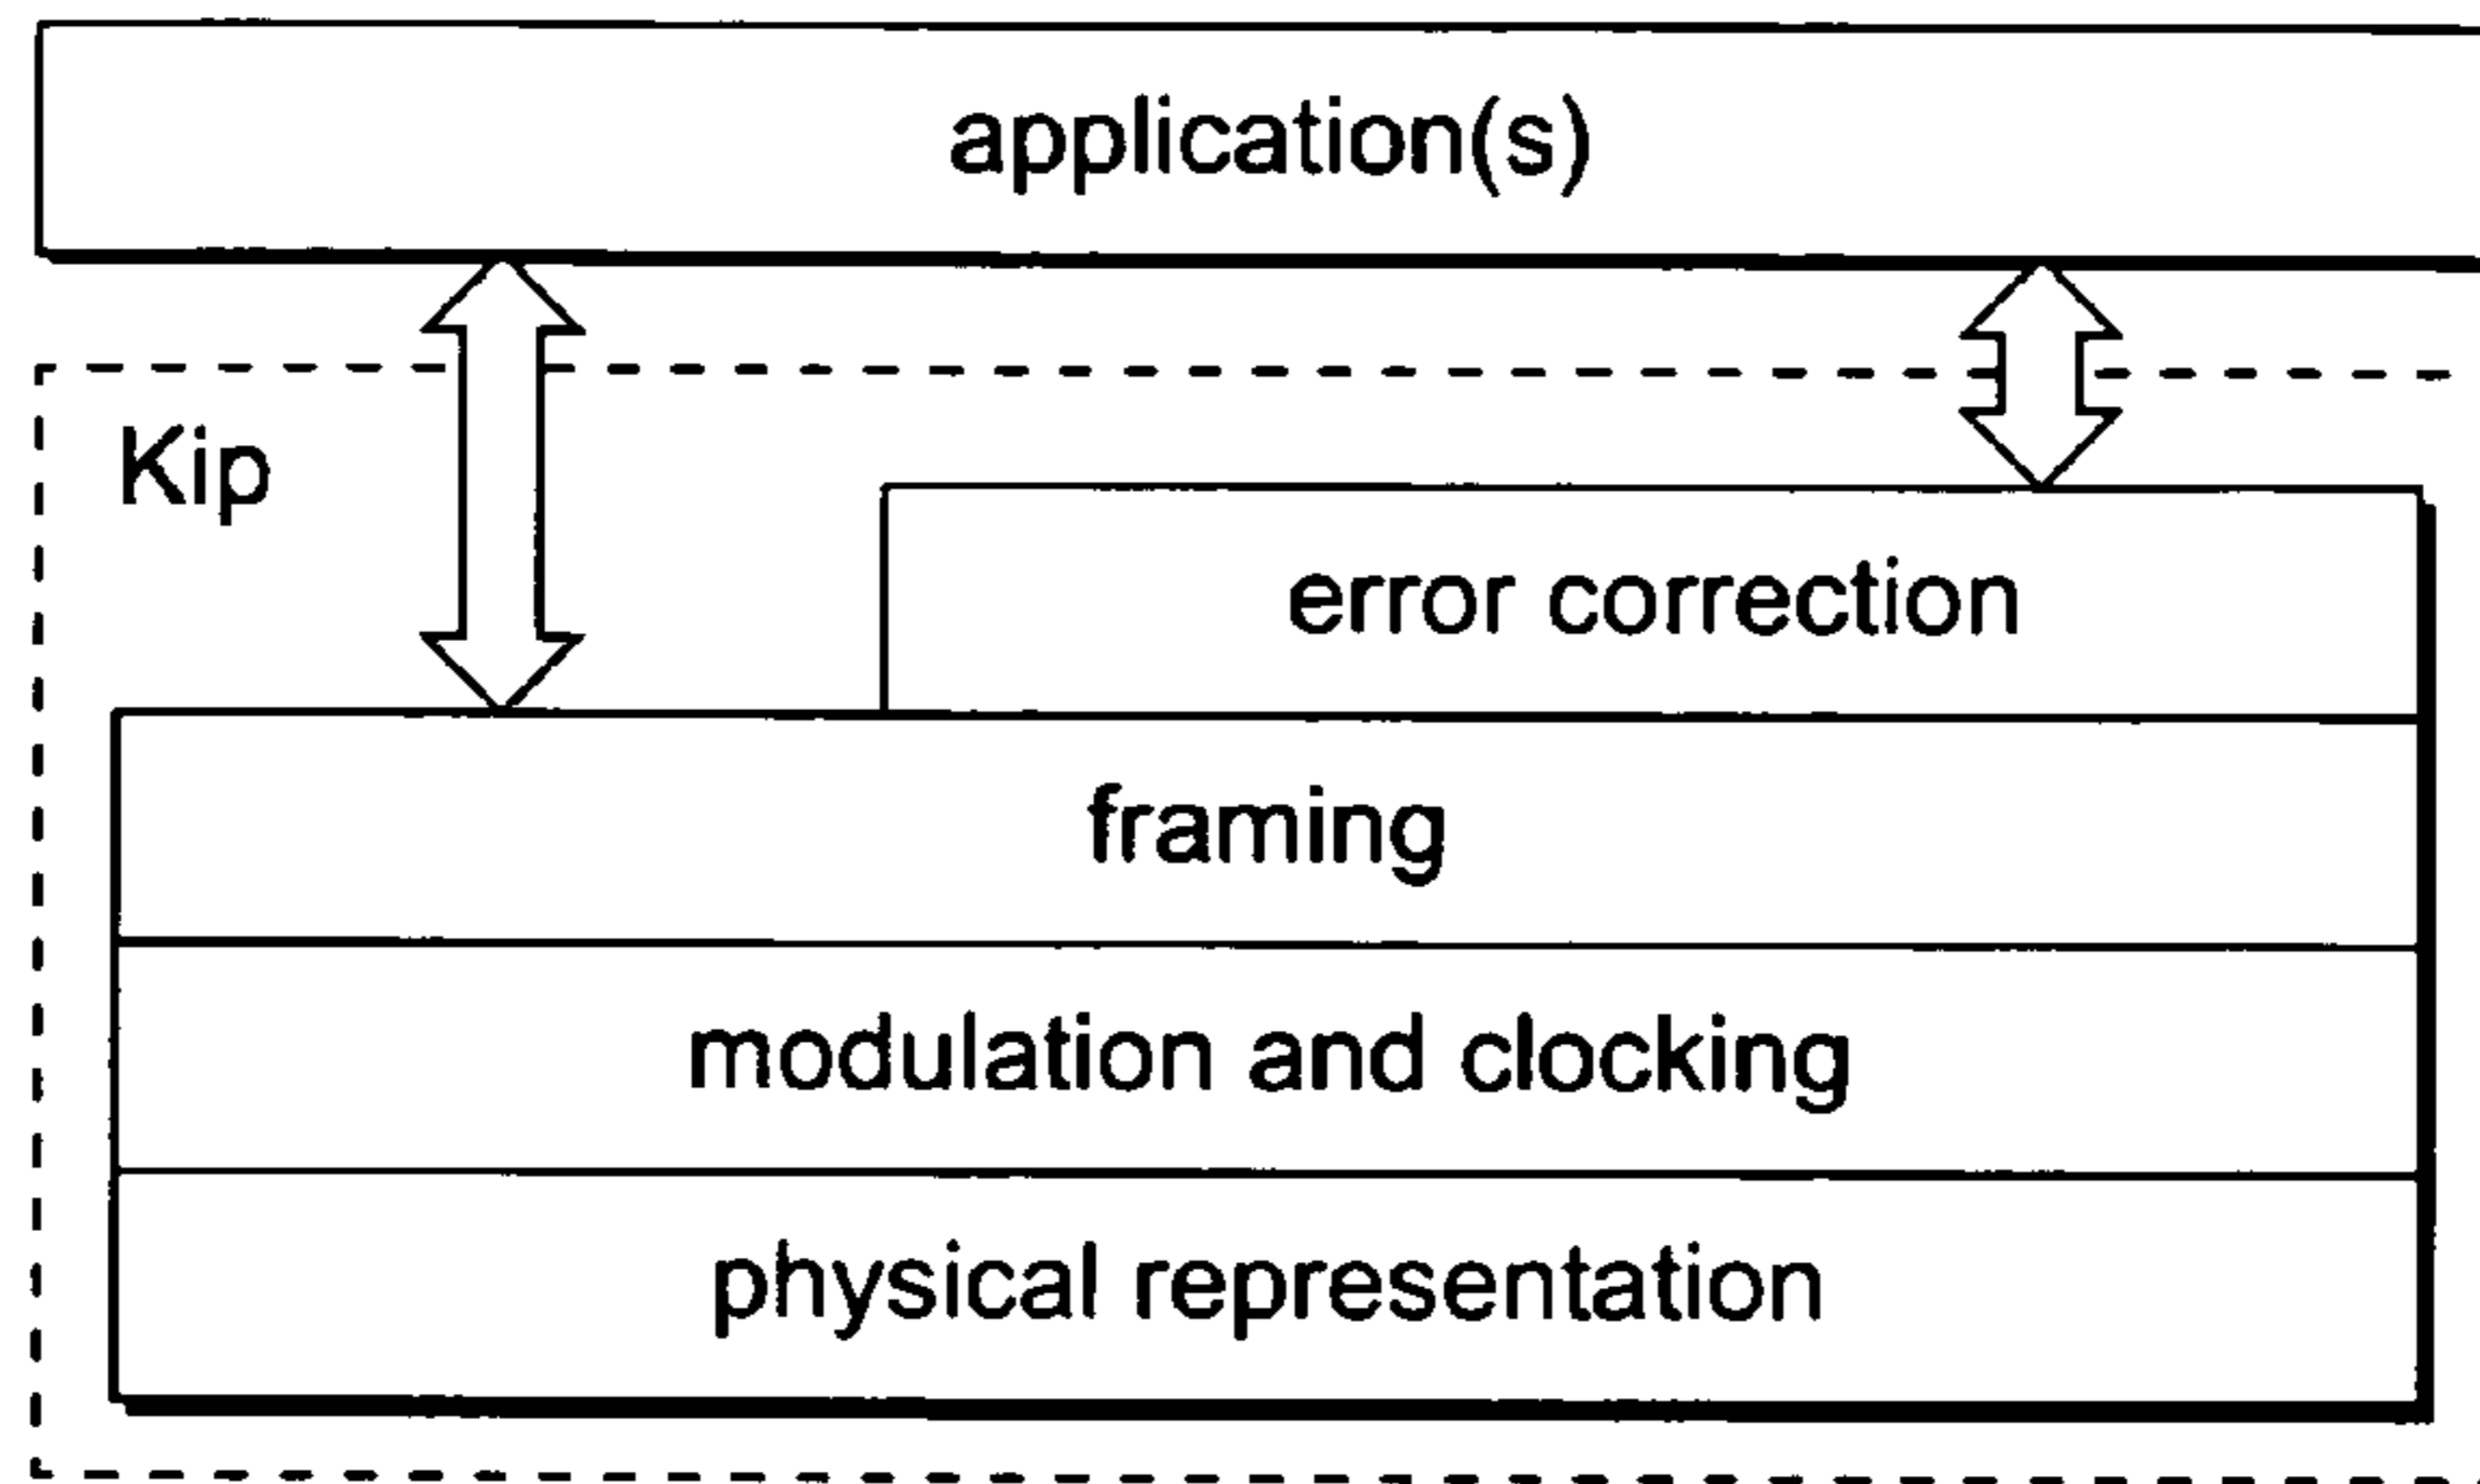 application(s)
Kip
error correction
framing
modulation and clocking
physical representation